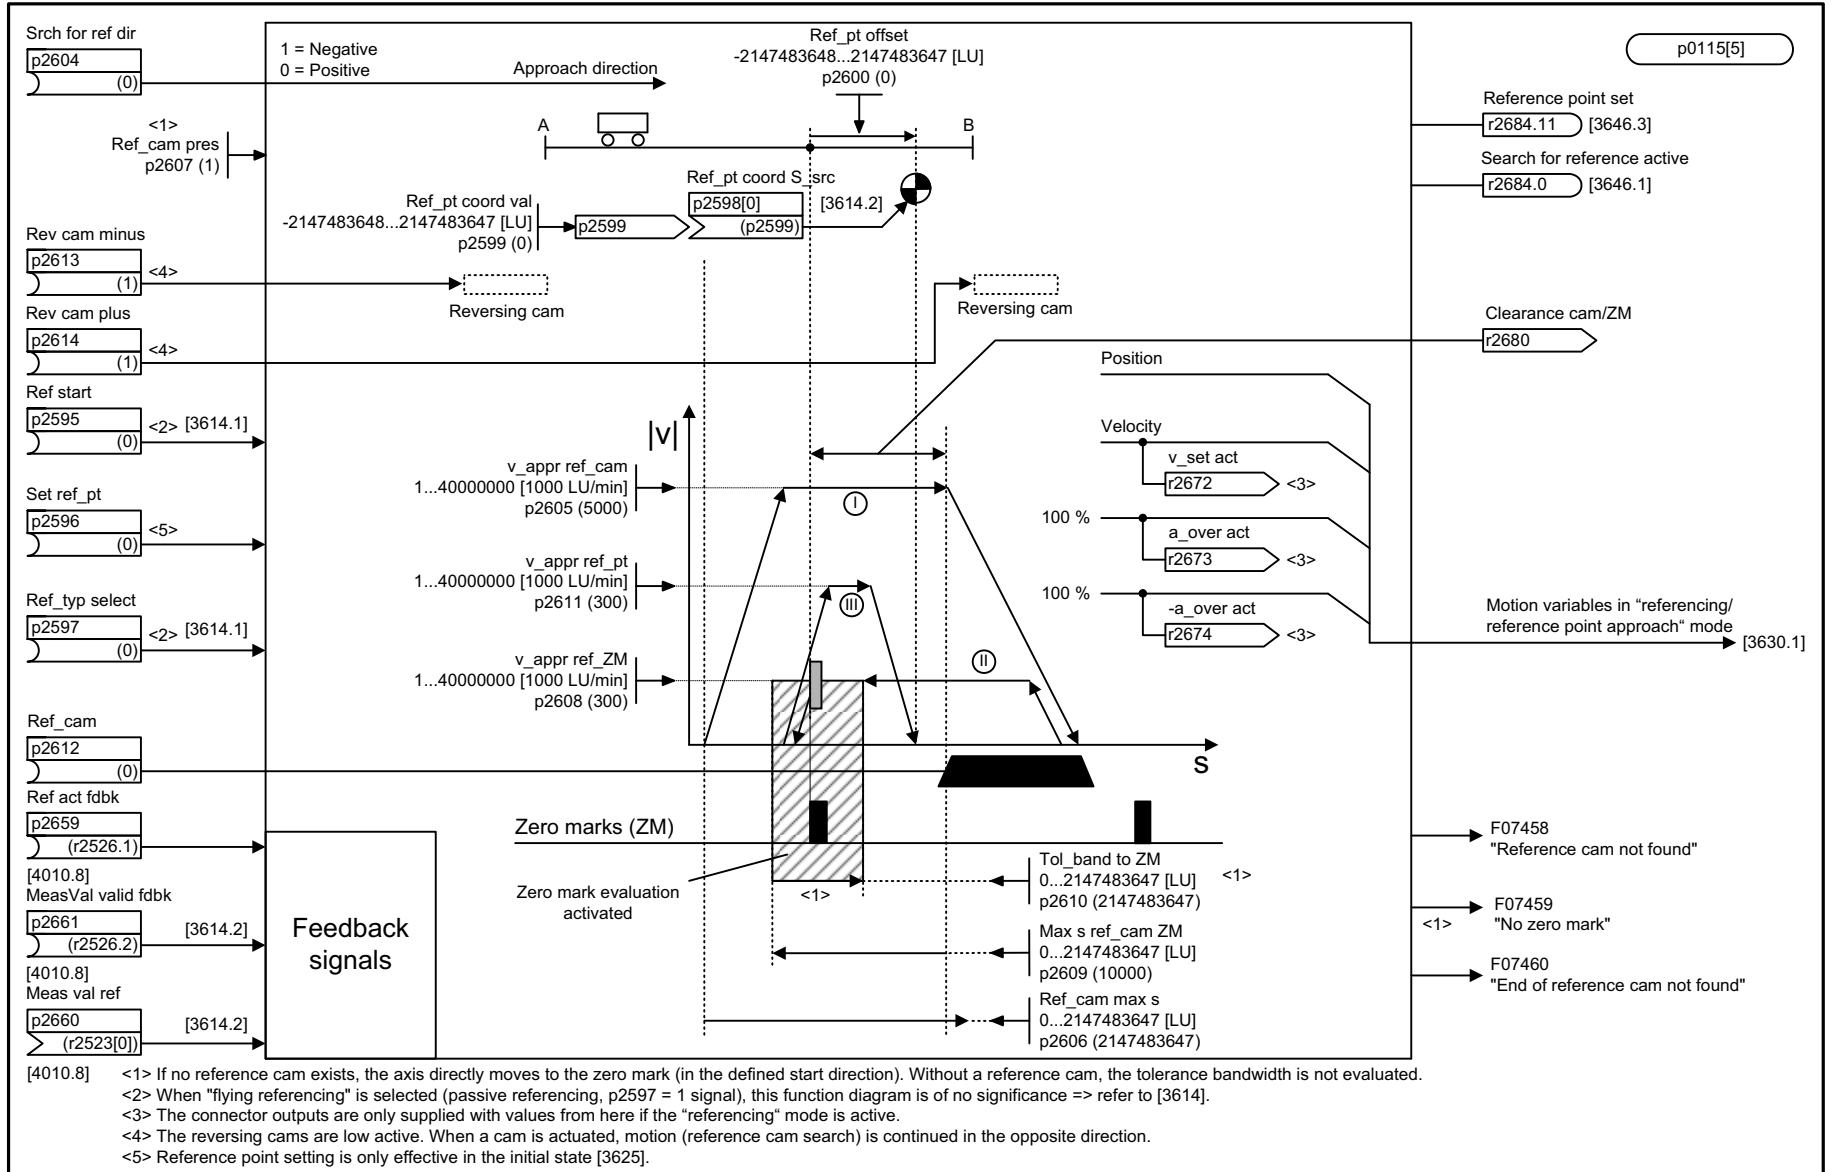 Srch for ref dir
p2604
(0)
1 = Negative
0 = Positive
Approach direction
Ref_pt offset
-2147483648...2147483647 [LU]
p2600 (0)
p0115[5]
<1>
Ref_cam pres
p2607 (1)
A
B
Reference point set
r2684.11
[3646.3]
Search for reference active
r2684.0
[3646.1]
Ref_pt coord val
-2147483648...2147483647 [LU]
p2599 (0)
p2599
Ref_pt coord S_src
p2598[0]
(p2599)
[3614.2]
Rev cam minus
p2613
(1)
<4>
Reversing cam
Reversing cam
Rev cam plus
p2614
(1)
<4>
Clearance cam/ZM
r2680
Ref start
p2595
(0)
<2> [3614.1]
Position
Velocity
v_set act
r2672
<3>
100 %
a_over act
r2673
<3>
100 %
-a_over act
r2674
<3>
Motion variables in “referencing/
reference point approach“ mode
[3630.1]
|v|
v_appr ref_cam
1...40000000 [1000 LU/min]
p2605 (5000)
I
Set ref_pt
p2596
(0)
<5>
v_appr ref_pt
1...40000000 [1000 LU/min]
p2611 (300)
III
Ref_typ select
p2597
(0)
<2> [3614.1]
v_appr ref_ZM
1...40000000 [1000 LU/min]
p2608 (300)
II
Ref_cam
p2612
(0)
s
Ref act fdbk
p2659
(r2526.1)
[4010.8]
MeasVal valid fdbk
p2661
(r2526.2)
[3614.2]
[4010.8]
Meas val ref
p2660
(r2523[0])
[3614.2]
[4010.8]
Feedback
signals
Zero marks (ZM)
Zero mark evaluation
activated
<1>
Tol_band to ZM
0...2147483647 [LU]
p2610 (2147483647)
<1>
Max s ref_cam ZM
0...2147483647 [LU]
p2609 (10000)
Ref_cam max s
0...2147483647 [LU]
p2606 (2147483647)
F07458
"Reference cam not found"
<1>
F07459
"No zero mark"
F07460
"End of reference cam not found"
<1> If no reference cam exists, the axis directly moves to the zero mark (in the defined start direction). Without a reference cam, the tolerance bandwidth is not evaluated.
<2> When "flying referencing" is selected (passive referencing, p2597 = 1 signal), this function diagram is of no significance => refer to [3614].
<3> The connector outputs are only supplied with values from here if the “referencing“ mode is active.
<4> The reversing cams are low active. When a cam is actuated, motion (reference cam search) is continued in the opposite direction.
<5> Reference point setting is only effective in the initial state [3625].